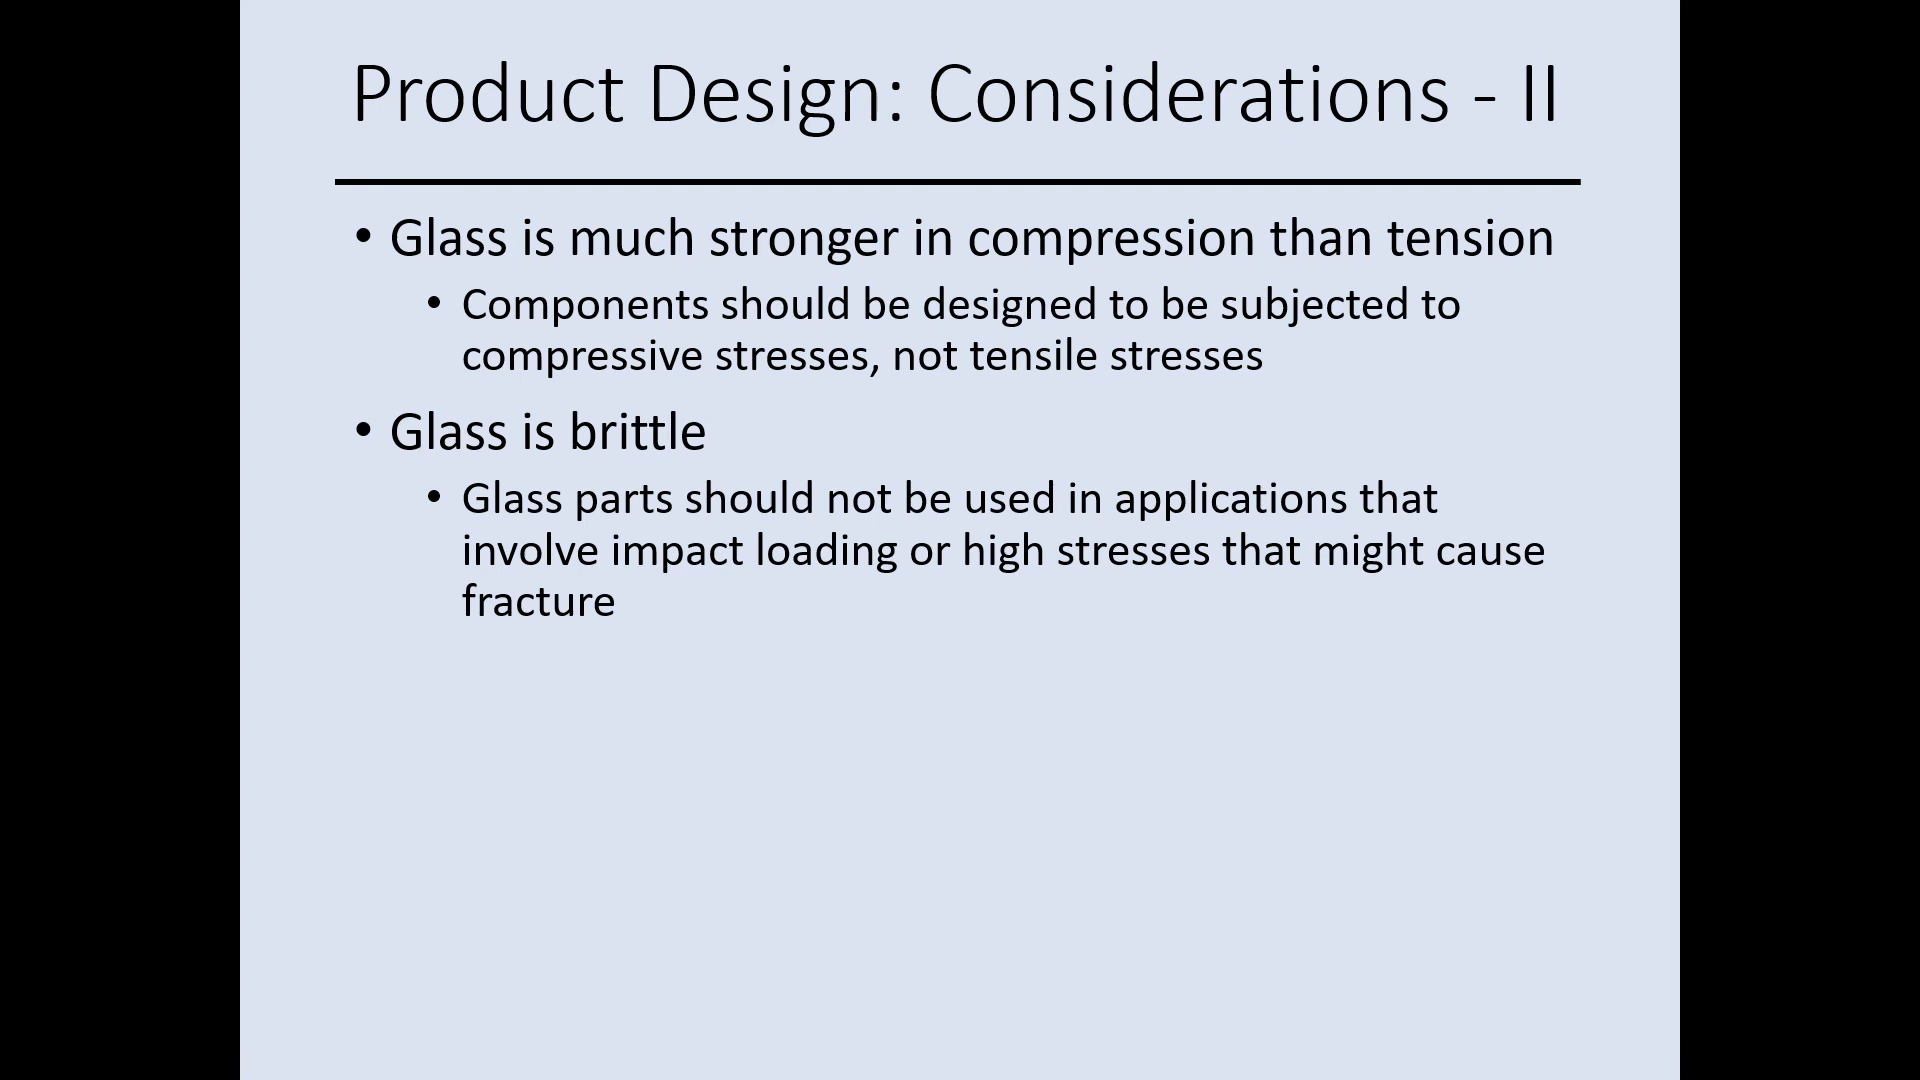 Product Design: Considerations - II
• Glass is much stronger in compression than tension
• Components should be designed to be subjected to
compressive stresses, not tensile stresses
• Glass is brittle
• Glass parts should not be used in applications that
involve impact loading or high stresses that might cause
fracture